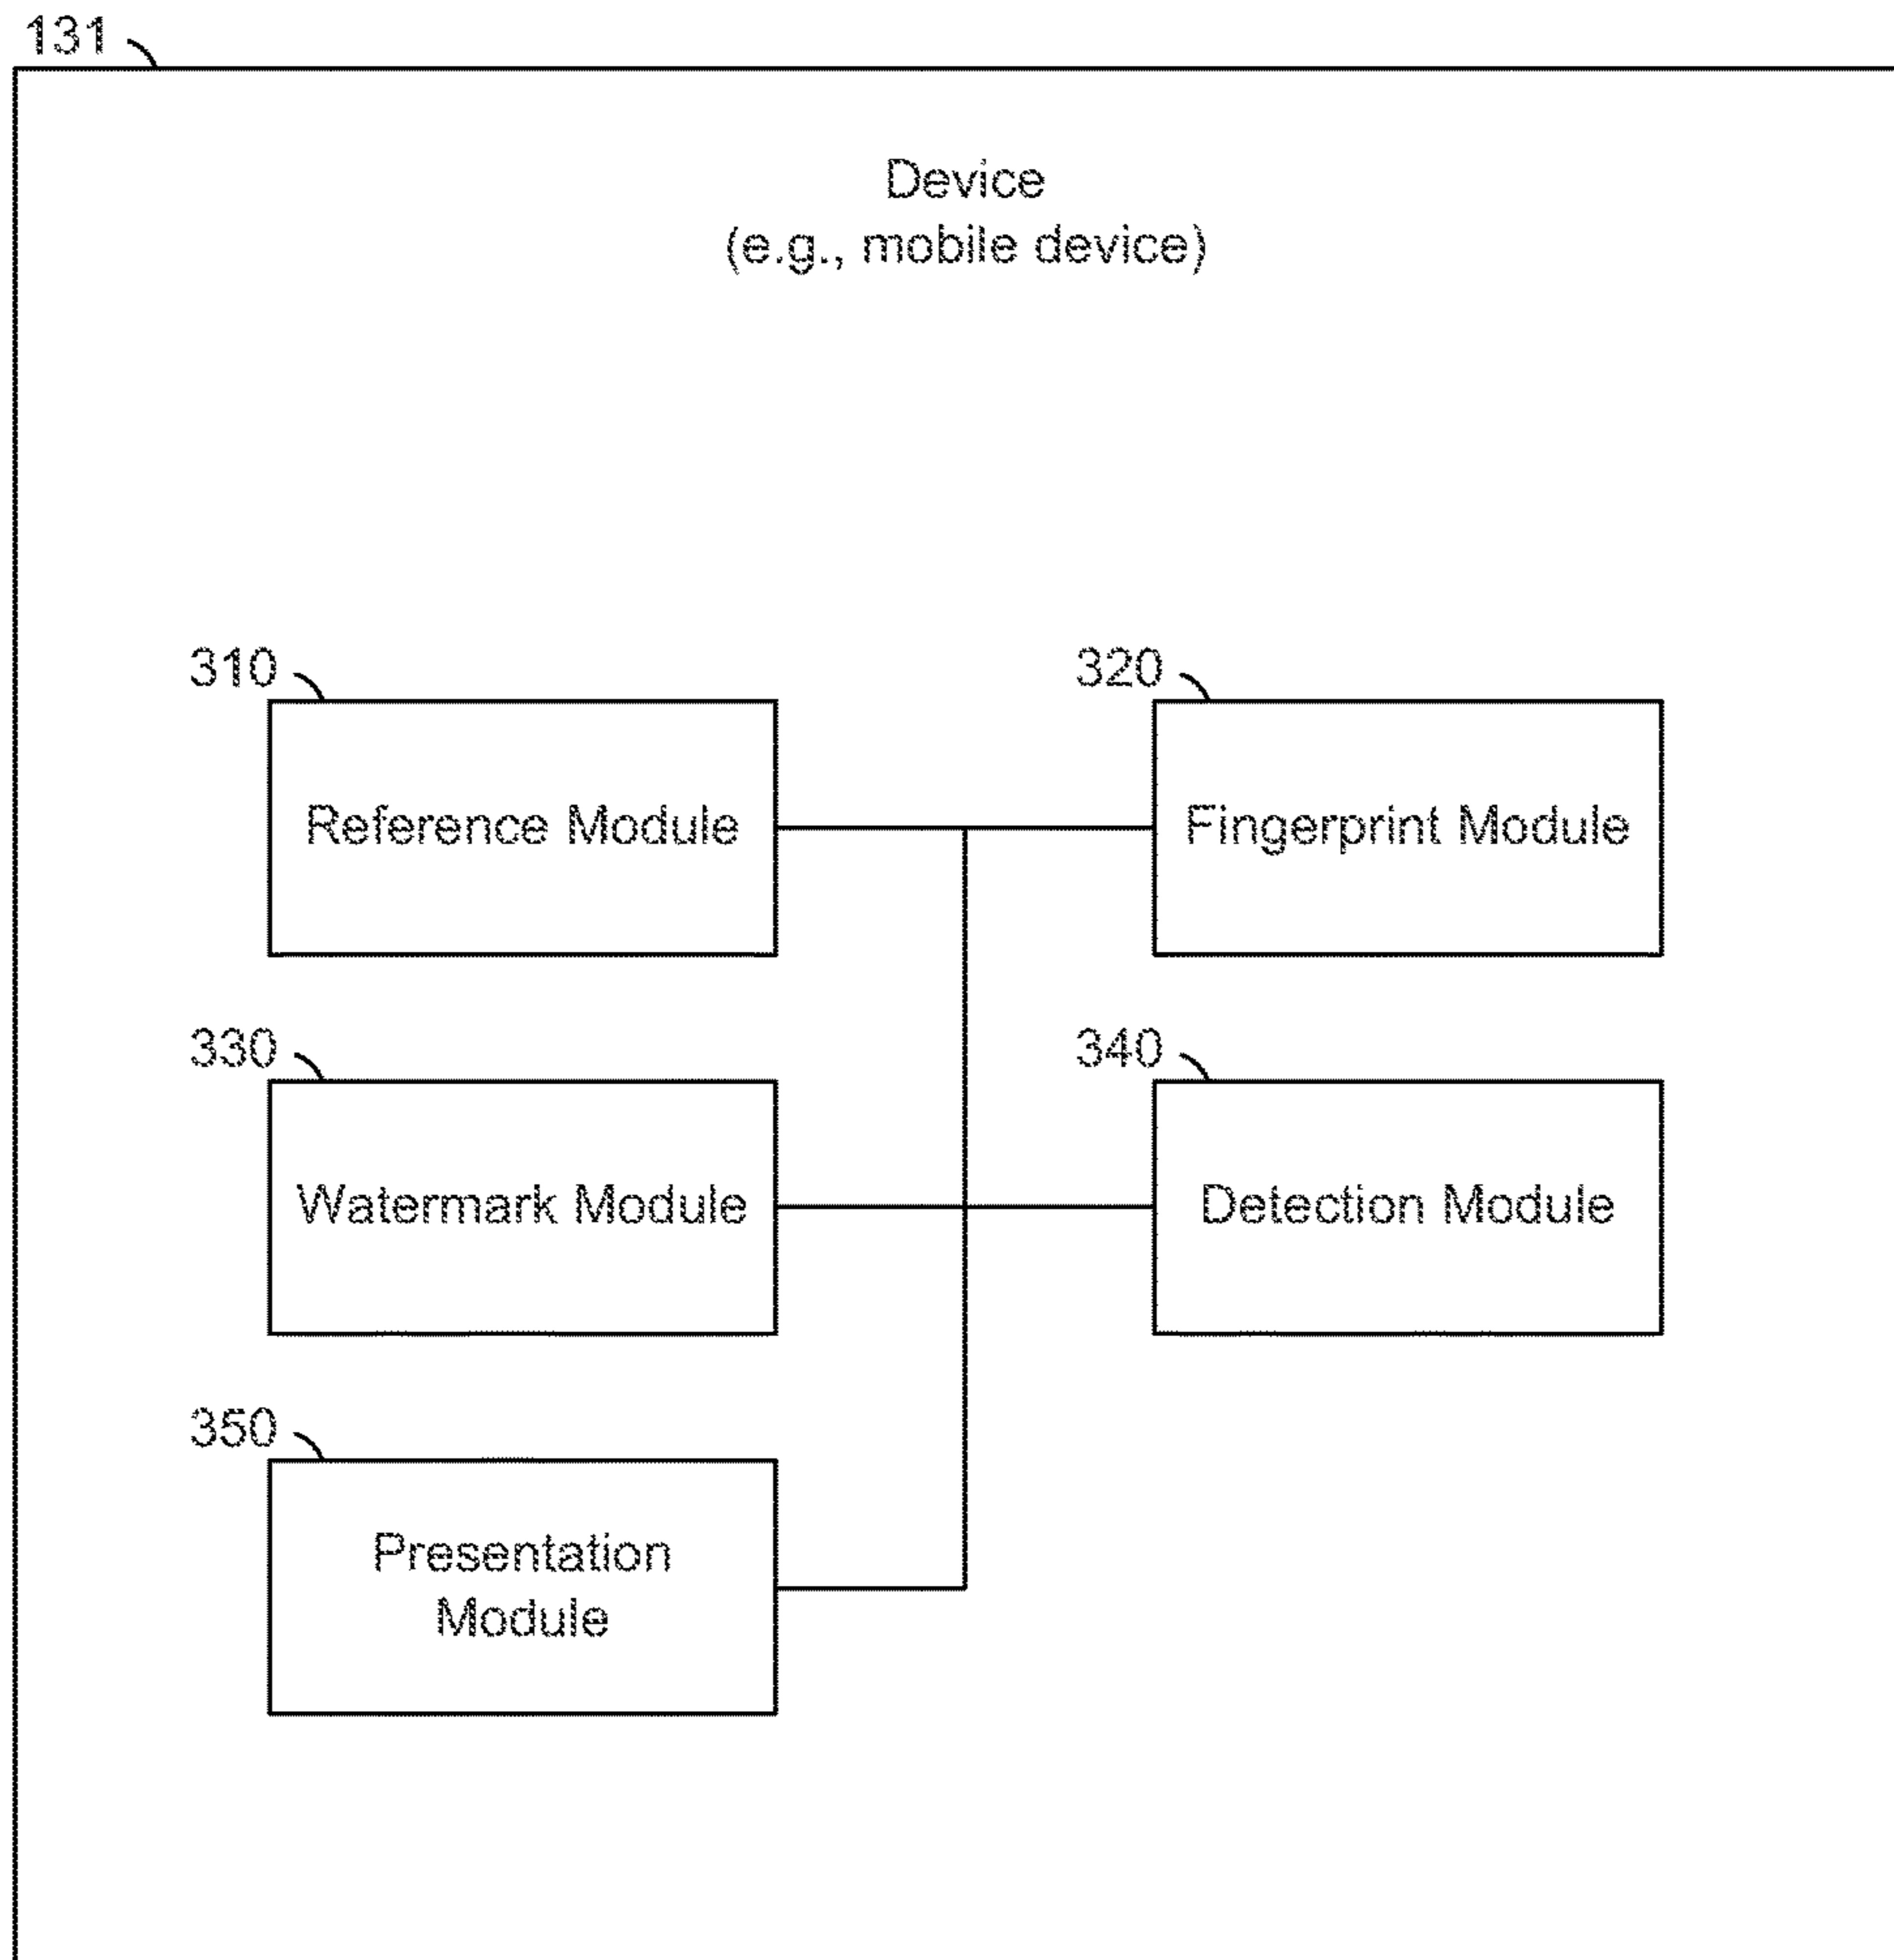 131
Device
(e.g., mobile device)
310
320
Reference Module
Fingerprint Module
330
340
Watermark Module
Detection Module
350
Presentation
Module